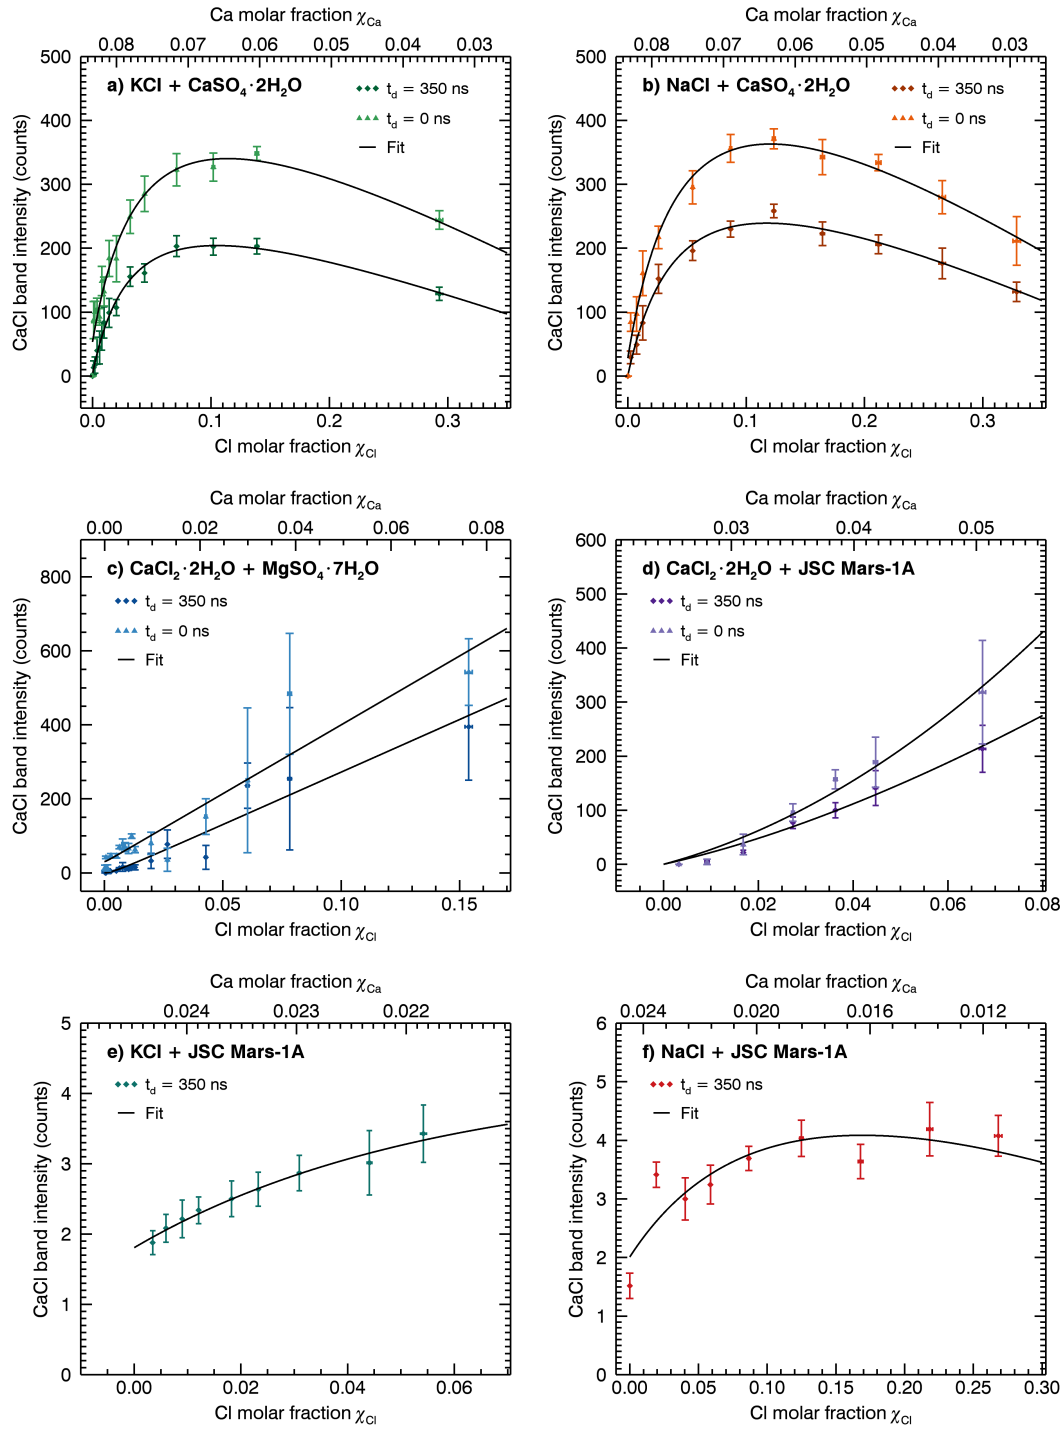 Ca molar fraction χCa
0.08 0.07 0.06 0.05 0.04 0.03
500
400
300
200
100
0
CaCl band intensity (counts)
a) KCl + CaSO4·2H2O
td = 350 ns
td = 0 ns
Fit
0.0 0.1 0.2 0.3
Cl molar fraction χCl
Ca molar fraction χCa
0.08 0.07 0.06 0.05 0.04 0.03
500
400
300
200
100
0
CaCl band intensity (counts)
b) NaCl + CaSO4·2H2O
td = 350 ns
td = 0 ns
Fit
0.0 0.1 0.2 0.3
Cl molar fraction χCl
Ca molar fraction χCa
0.00 0.02 0.04 0.06 0.08
800
600
400
200
0
CaCl band intensity (counts)
c) CaCl2·2H2O + MgSO4·7H2O
td = 350 ns
td = 0 ns
Fit
0.00 0.05 0.10 0.15
Cl molar fraction χCl
Ca molar fraction χCa
0.03 0.04 0.05
600
500
400
300
200
100
0
CaCl band intensity (counts)
d) CaCl2·2H2O + JSC Mars-1A
td = 350 ns
td = 0 ns
Fit
0.00 0.02 0.04 0.06 0.08
Cl molar fraction χCl
Ca molar fraction χCa
0.024 0.023 0.022
5
4
3
2
1
0
CaCl band intensity (counts)
e) KCl + JSC Mars-1A
td = 350 ns
Fit
0.00 0.02 0.04 0.06
Cl molar fraction χCl
Ca molar fraction χCa
0.024 0.020 0.016 0.012
6
5
4
3
2
1
0
CaCl band intensity (counts)
f) NaCl + JSC Mars-1A
td = 350 ns
Fit
0.00 0.05 0.10 0.15 0.20 0.25 0.30
Cl molar fraction χCl